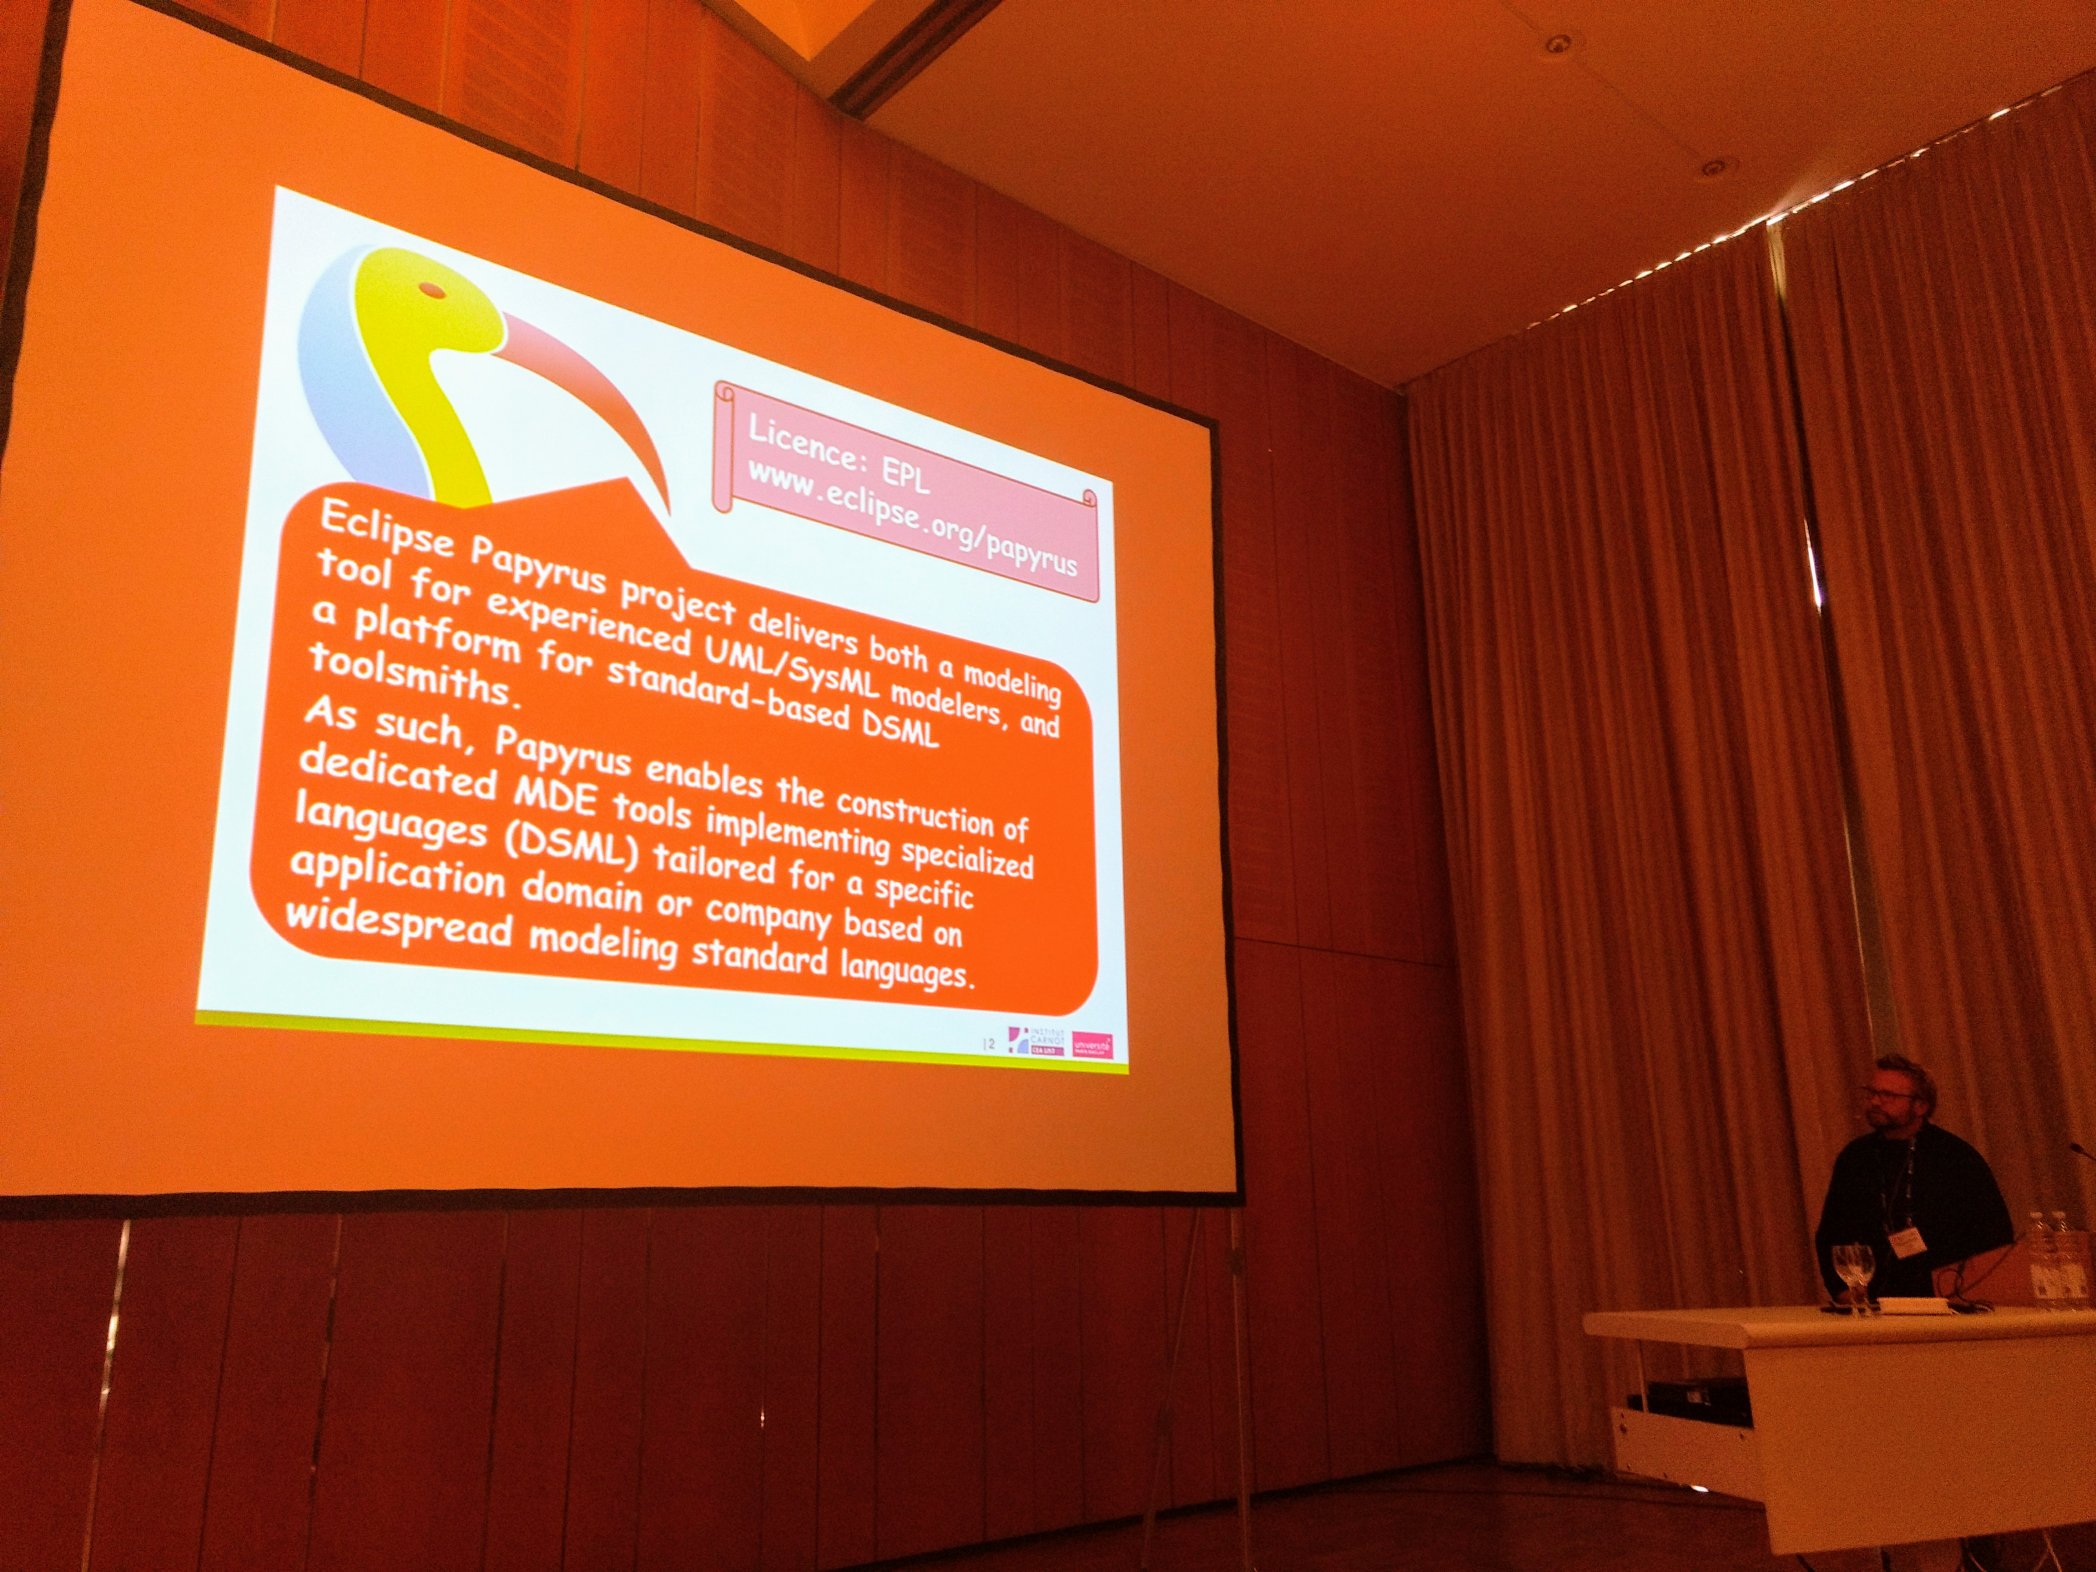 Licence: EPL
www.eclipse.org/papyrus
Eclipse Papyrus project delivers both a modeling
tool for experienced UML/SysML modelers, and
a platform for standard-based DSML
toolsmiths.
As such, Papyrus enables the construction of
dedicated MDE tools implementing specialized
languages (DSML) tailored for a specific
application domain or company based on
widespread modeling standard languages.
|2
INSTITUT
CARNOT
CEA LIST
université